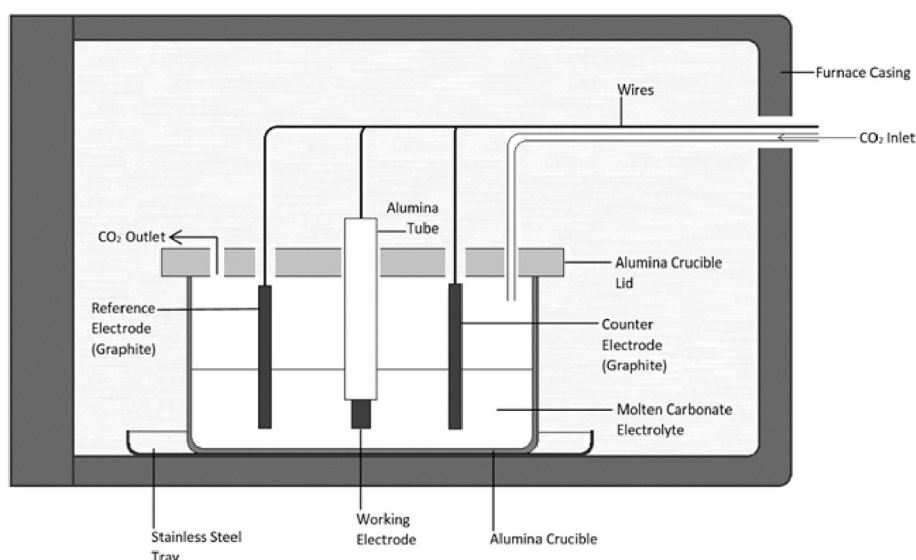 Furnace Casing
Wires
CO₂ Inlet
Alumina
Tube
CO₂ Outlet
Alumina Crucible
Lid
Reference
Electrode
(Graphite)
Counter
Electrode
(Graphite)
Molten Carbonate
Electrolyte
Stainless Steel
Tray
Working
Electrode
Alumina Crucible